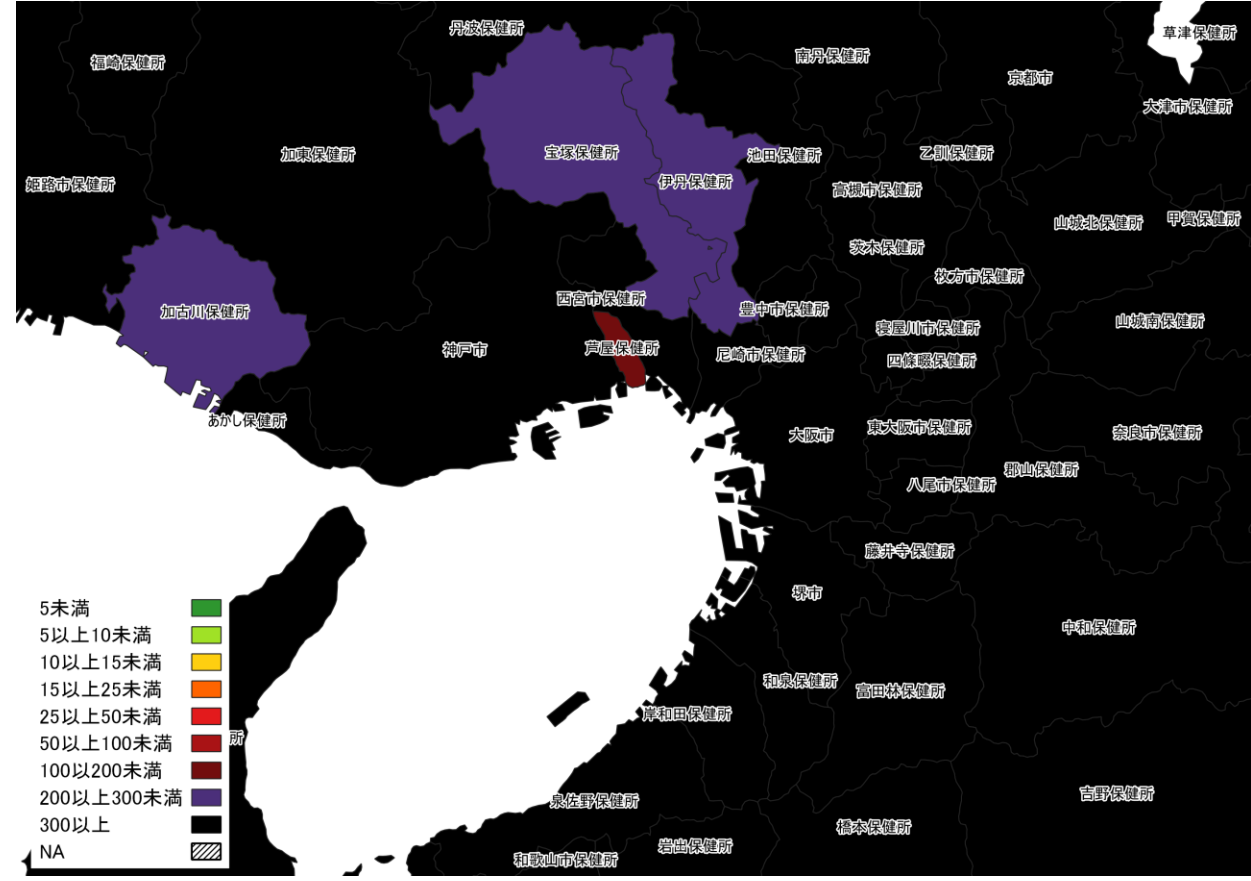 丹波保健所
草津保健所
福崎保健所
南丹保健所
京都市
大津市保健所
加東保健所
宝塚保健所
池田保健所
乙訓保健所
姫路市保健所
伊丹保健所
高槻市保健所
山城北保健所
甲賀保健所
茨木保健所
枚方市保健所
西宮市保健所
加古川保健所
豊中市保健所
山城南保健所
寝屋川市保健所
神戸市
芦屋保健所
尼崎市保健所
四條畷保健所
あかし保健所
大阪市
東大阪市保健所
奈良市保健所
郡山保健所
八尾市保健所
藤井寺保健所
堺市
中和保健所
和泉保健所
富田林保健所
岸和田保健所
所
吉野保健所
泉佐野保健所
橋本保健所
岩出保健所
和歌山市保健所
5未満
5以上10未満
10以上15未満
15以上25未満
25以上50未満
50以上100未満
100以200未満
200以上300未満
300以上
NA